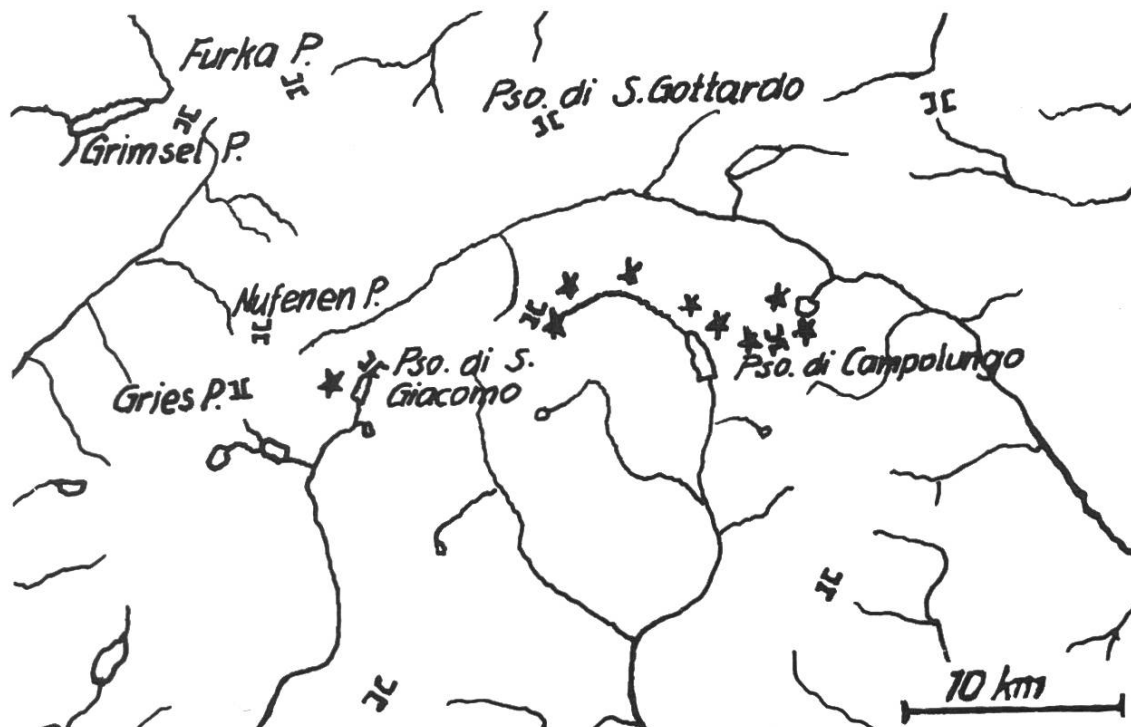 Furka P.
Pso. di S. Gottardo
Grimsel P.
Nufenen P.
Pso. di S.
Giacomo
Pso. di Campolungo
Gries P.
10 km